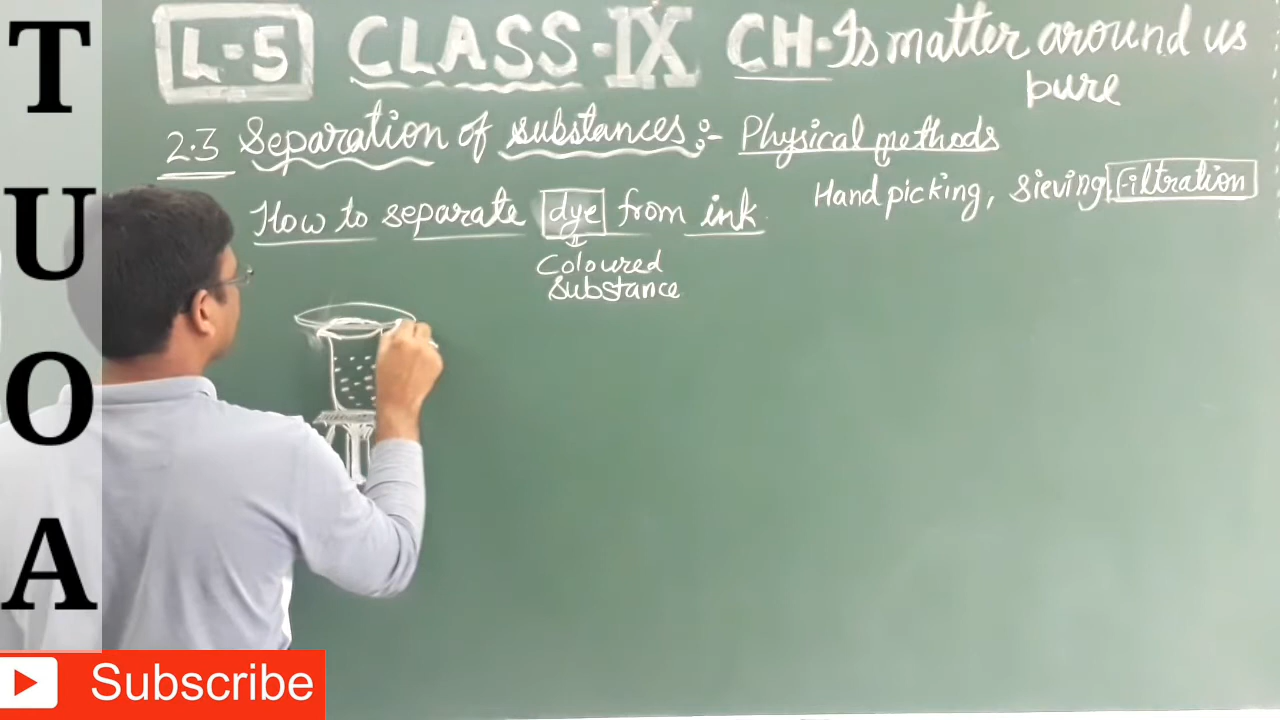 L-5 CLASS-IX CH-Is matter around us
pure
2.3 Separation of substances:- Physical methods
Hand picking, Sieving, Filtration
How to separate dye from ink
Coloured
Substance
T
U
O
A
Subscribe